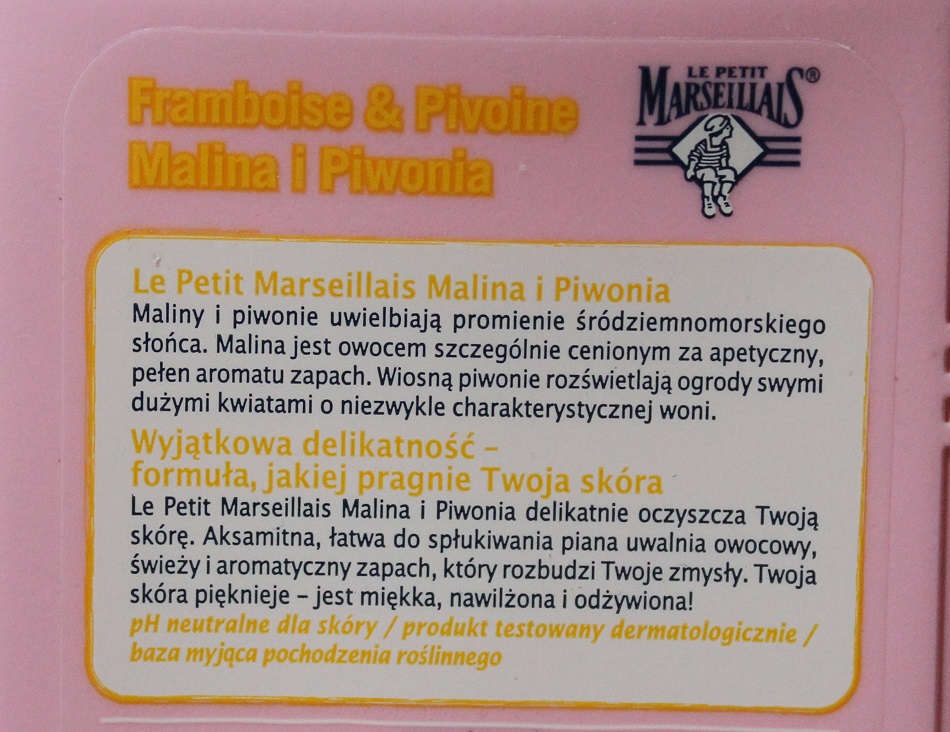 Framboise & Pivoine
Malina i Piwonia
LE PETIT
MARSEILLAIS®
Le Petit Marseillais Malina i Piwonia
Maliny i piwonie uwielbiają promienie śródziemnomorskiego
słońca. Malina jest owocem szczególnie cenionym za apetyczny,
pełen aromatu zapach. Wiosną piwonie rozświetlają ogrody swymi
dużymi kwiatami o niezwykle charakterystycznej woni.
Wyjątkowa delikatność –
formuła, jakiej pragnie Twoja skóra
Le Petit Marseillais Malina i Piwonia delikatnie oczyszcza Twoją
skórę. Aksamitna, łatwa do spłukiwania piana uwalnia owocowy,
świeży i aromatyczny zapach, który rozbudzi Twoje zmysły. Twoja
skóra pięknieje – jest miękka, nawilżona i odżywiona!
pH neutralne dla skóry / produkt testowany dermatologicznie /
baza myjąca pochodzenia roślinnego